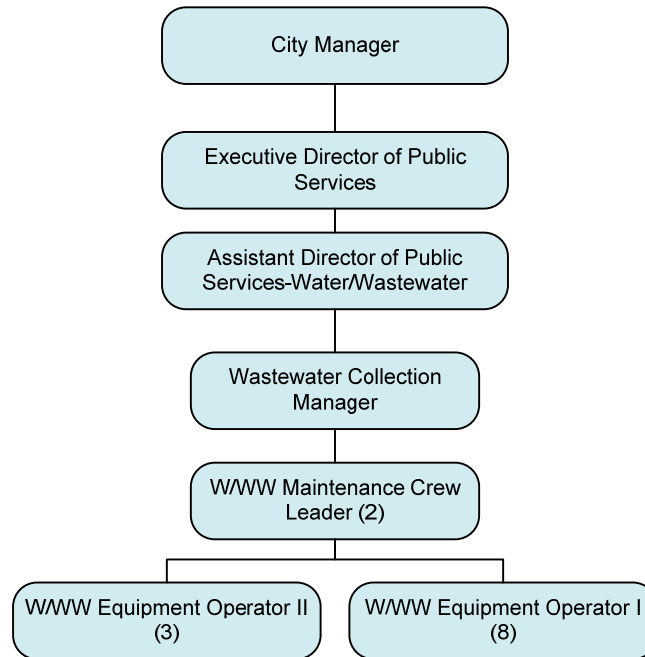 City Manager
Executive Director of Public
Services
Assistant Director of Public
Services-Water/Wastewater
Wastewater Collection
Manager
W/WW Maintenance Crew
Leader (2)
W/WW Equipment Operator II
(3)
W/WW Equipment Operator I
(8)